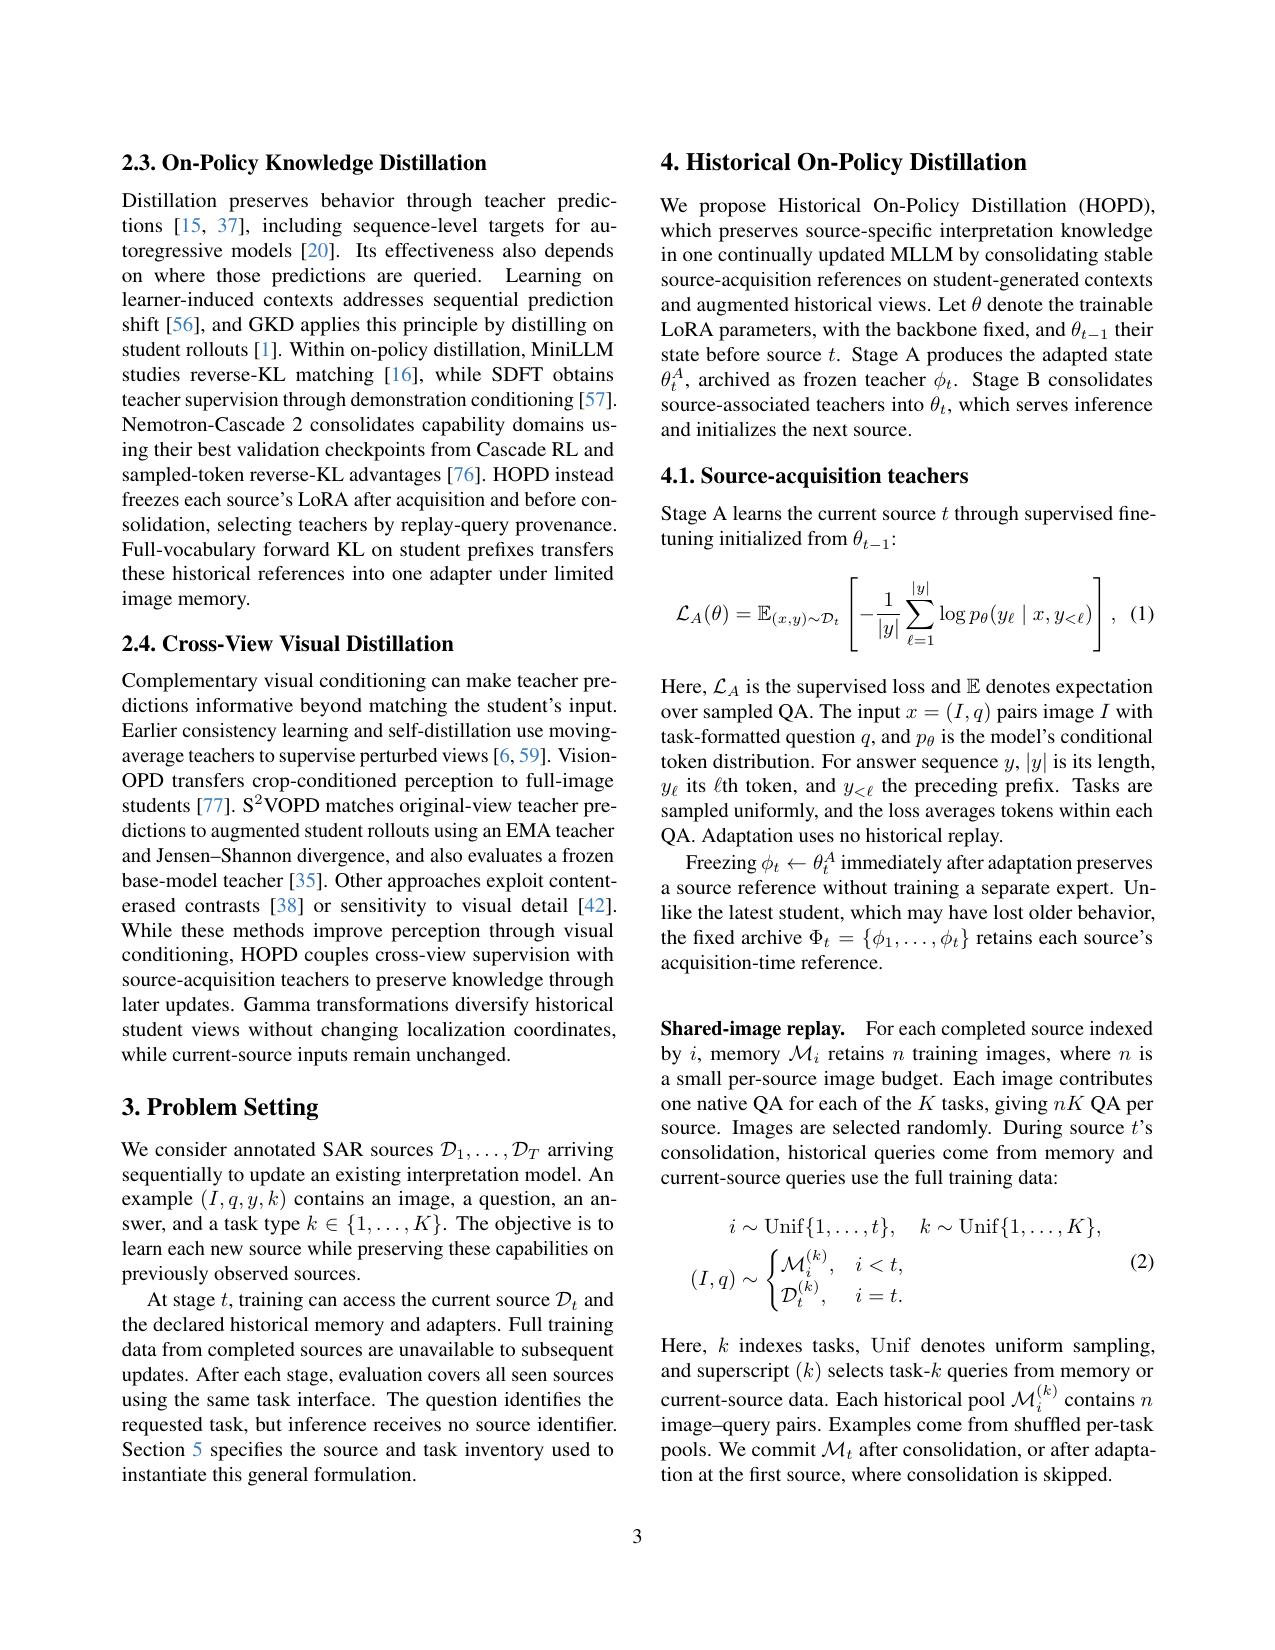 2.3. On-Policy Knowledge Distillation
Distillation preserves behavior through teacher predic-
tions [15, 37], including sequence-level targets for au-
toregressive models [20]. Its effectiveness also depends
on where those predictions are queried. Learning on
learner-induced contexts addresses sequential prediction
shift [56], and GKD applies this principle by distilling on
student rollouts [1]. Within on-policy distillation, MiniLLM
studies reverse-KL matching [16], while SDFT obtains
teacher supervision through demonstration conditioning [57].
Nemotron-Cascade 2 consolidates capability domains us-
ing their best validation checkpoints from Cascade RL and
sampled-token reverse-KL advantages [76]. HOPD instead
freezes each source's LoRA after acquisition and before con-
solidation, selecting teachers by replay-query provenance.
Full-vocabulary forward KL on student prefixes transfers
these historical references into one adapter under limited
image memory.
2.4. Cross-View Visual Distillation
Complementary visual conditioning can make teacher pre-
dictions informative beyond matching the student's input.
Earlier consistency learning and self-distillation use moving-
average teachers to supervise perturbed views [6, 59]. Vision-
OPD transfers crop-conditioned perception to full-image
students [77]. S²VOPD matches original-view teacher pre-
dictions to augmented student rollouts using an EMA teacher
and Jensen–Shannon divergence, and also evaluates a frozen
base-model teacher [35]. Other approaches exploit content-
erased contrasts [38] or sensitivity to visual detail [42].
While these methods improve perception through visual
conditioning, HOPD couples cross-view supervision with
source-acquisition teachers to preserve knowledge through
later updates. Gamma transformations diversify historical
student views without changing localization coordinates,
while current-source inputs remain unchanged.
3. Problem Setting
We consider annotated SAR sources 𝒟₁, . . . , 𝒟_T arriving
sequentially to update an existing interpretation model. An
example (I, q, y, k) contains an image, a question, an an-
swer, and a task type k ∈ {1, . . . , K}. The objective is to
learn each new source while preserving these capabilities on
previously observed sources.
At stage t, training can access the current source 𝒟_t and
the declared historical memory and adapters. Full training
data from completed sources are unavailable to subsequent
updates. After each stage, evaluation covers all seen sources
using the same task interface. The question identifies the
requested task, but inference receives no source identifier.
Section 5 specifies the source and task inventory used to
instantiate this general formulation.
4. Historical On-Policy Distillation
We propose Historical On-Policy Distillation (HOPD),
which preserves source-specific interpretation knowledge
in one continually updated MLLM by consolidating stable
source-acquisition references on student-generated contexts
and augmented historical views. Let θ denote the trainable
LoRA parameters, with the backbone fixed, and θ_{t−1} their
state before source t. Stage A produces the adapted state
θ_t^A, archived as frozen teacher ϕ_t. Stage B consolidates
source-associated teachers into θ_t, which serves inference
and initializes the next source.
4.1. Source-acquisition teachers
Stage A learns the current source t through supervised fine-
tuning initialized from θ_{t−1}:
ℒ_A(θ) = 𝔼_{(x,y)∼𝒟_t} [ −1/|y| ∑_{ℓ=1}^{|y|} log p_θ(y_ℓ | x, y_{<ℓ}) ] , (1)
Here, ℒ_A is the supervised loss and 𝔼 denotes expectation
over sampled QA. The input x = (I, q) pairs image I with
task-formatted question q, and p_θ is the model's conditional
token distribution. For answer sequence y, |y| is its length,
y_ℓ its ℓth token, and y_{<ℓ} the preceding prefix. Tasks are
sampled uniformly, and the loss averages tokens within each
QA. Adaptation uses no historical replay.
Freezing ϕ_t ← θ_t^A immediately after adaptation preserves
a source reference without training a separate expert. Un-
like the latest student, which may have lost older behavior,
the fixed archive Φ_t = {ϕ₁, . . . , ϕ_t} retains each source's
acquisition-time reference.
Shared-image replay. For each completed source indexed
by i, memory ℳ_i retains n training images, where n is
a small per-source image budget. Each image contributes
one native QA for each of the K tasks, giving nK QA per
source. Images are selected randomly. During source t's
consolidation, historical queries come from memory and
current-source queries use the full training data:
i ∼ Unif{1, . . . , t}, k ∼ Unif{1, . . . , K},
(I, q) ∼ { ℳ_i^{(k)}, i < t,
𝒟_t^{(k)}, i = t. (2)
Here, k indexes tasks, Unif denotes uniform sampling,
and superscript (k) selects task-k queries from memory or
current-source data. Each historical pool ℳ_i^{(k)} contains n
image–query pairs. Examples come from shuffled per-task
pools. We commit ℳ_t after consolidation, or after adapta-
tion at the first source, where consolidation is skipped.
3